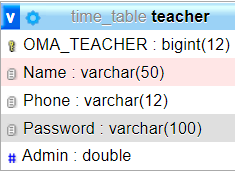 v time_table teacher
OMA_TEACHER : bigint(12)
Name : varchar(50)
Phone : varchar(12)
Password : varchar(100)
# Admin : double